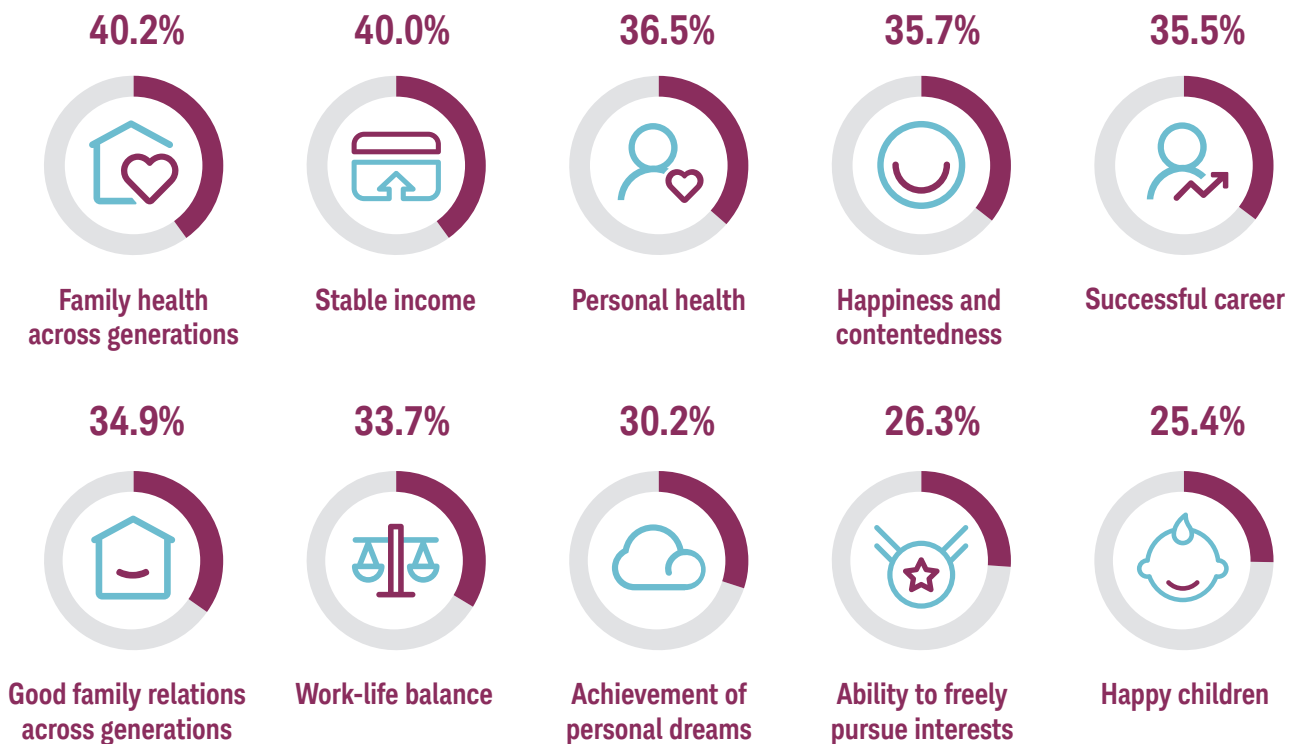 40.2%
40.0%
36.5%
35.7%
35.5%
Family health
across generations
Stable income
Personal health
Happiness and
contentedness
Successful career
34.9%
33.7%
30.2%
26.3%
25.4%
Good family relations
across generations
Work-life balance
Achievement of
personal dreams
Ability to freely
pursue interests
Happy children